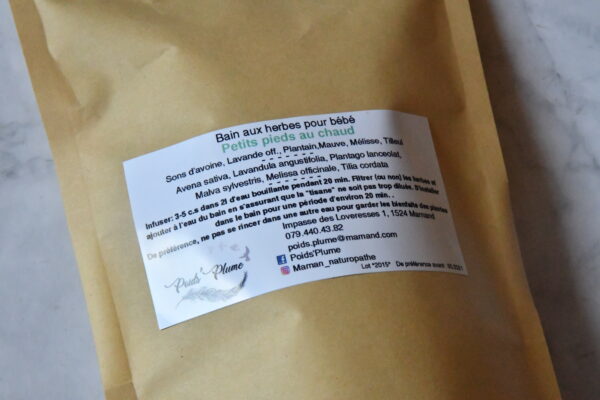 Bain aux herbes pour bébé
Petits pieds au chaud
Sons d'avoine, Lavande off., Plantain,Mauve, Mélisse, Tilleul
Avena sativa, Lavandula angustifolia, Plantago lanceolat,
Malva sylvestris, Melissa officinale, Tilia cordata
Infuser: 3-5 c.s dans 2l d'eau bouillante pendant 20 min. Filtrer (ou non) les herbes et
ajouter à l'eau du bain en s'assurant que la "tisane" ne soit pas trop dilué. S'installer
dans le bain pour une période d'environ 20 min..
De préférence, ne pas se rincer dans une autre eau pour garder les bienfaits des plantes
Impasse des Loveresses 1, 1524 Marnand
079.440.43.82
poids.plume@marnand.com
Poids'Plume
Maman_naturopathe
Poids' Plume
Lot "2015" De préférence avant